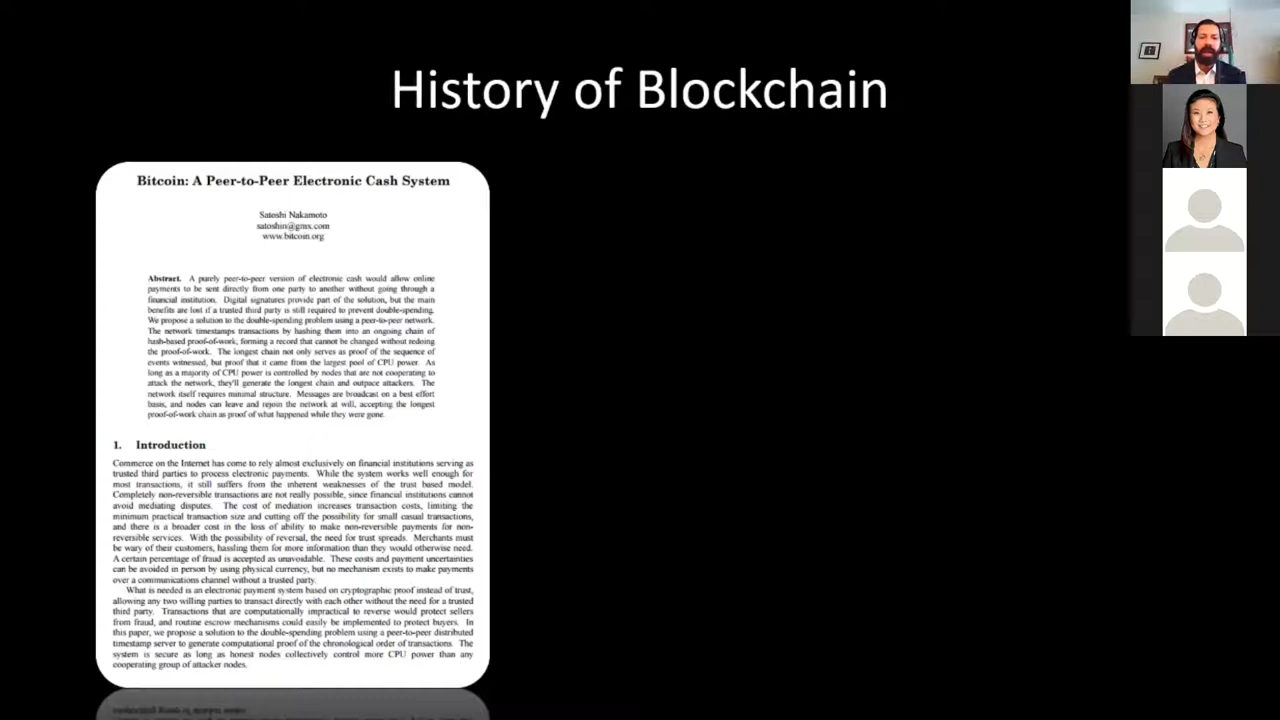 History of Blockchain
Bitcoin: A Peer-to-Peer Electronic Cash System
Satoshi Nakamoto
satoshin@gmx.com
www.bitcoin.org
Abstract. A purely peer-to-peer version of electronic cash would allow online
payments to be sent directly from one party to another without going through a
financial institution. Digital signatures provide part of the solution, but the main
benefits are lost if a trusted third party is still required to prevent double-spending.
We propose a solution to the double-spending problem using a peer-to-peer network.
The network timestamps transactions by hashing them into an ongoing chain of
hash-based proof-of-work, forming a record that cannot be changed without redoing
the proof-of-work. The longest chain not only serves as proof of the sequence of
events witnessed, but proof that it came from the largest pool of CPU power. As
long as a majority of CPU power is controlled by nodes that are not cooperating to
attack the network, they'll generate the longest chain and outpace attackers. The
network itself requires minimal structure. Messages are broadcast on a best effort
basis, and nodes can leave and rejoin the network at will, accepting the longest
proof-of-work chain as proof of what happened while they were gone.
1. Introduction
Commerce on the Internet has come to rely almost exclusively on financial institutions serving as
trusted third parties to process electronic payments. While the system works well enough for
most transactions, it still suffers from the inherent weaknesses of the trust based model.
Completely non-reversible transactions are not really possible, since financial institutions cannot
avoid mediating disputes. The cost of mediation increases transaction costs, limiting the
minimum practical transaction size and cutting off the possibility for small casual transactions,
and there is a broader cost in the loss of ability to make non-reversible payments for non-
reversible services. With the possibility of reversal, the need for trust spreads. Merchants must
be wary of their customers, hassling them for more information than they would otherwise need.
A certain percentage of fraud is accepted as unavoidable. These costs and payment uncertainties
can be avoided in person by using physical currency, but no mechanism exists to make payments
over a communications channel without a trusted party.
What is needed is an electronic payment system based on cryptographic proof instead of trust,
allowing any two willing parties to transact directly with each other without the need for a trusted
third party. Transactions that are computationally impractical to reverse would protect sellers
from fraud, and routine escrow mechanisms could easily be implemented to protect buyers. In
this paper, we propose a solution to the double-spending problem using a peer-to-peer distributed
timestamp server to generate computational proof of the chronological order of transactions. The
system is secure as long as honest nodes collectively control more CPU power than any
cooperating group of attacker nodes.